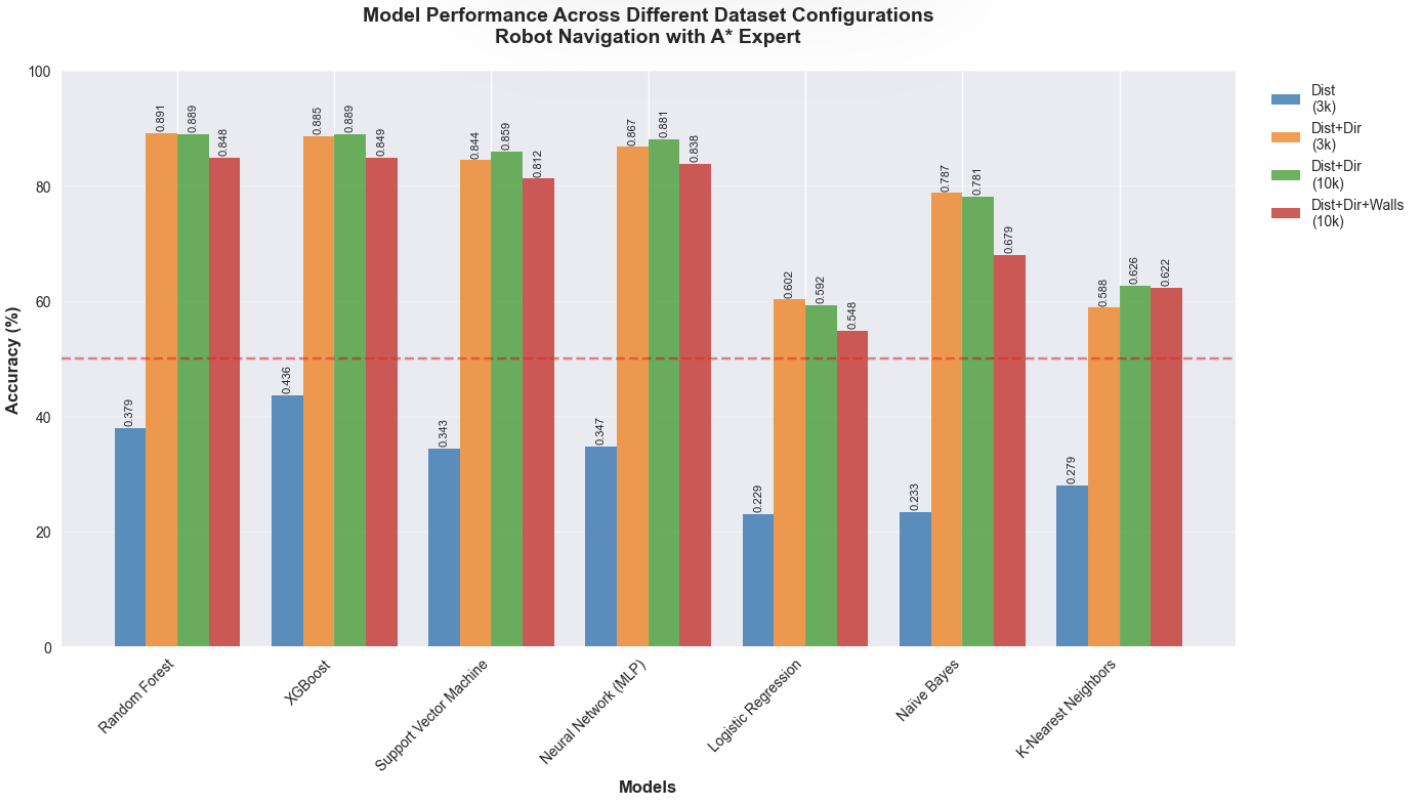 Model Performance Across Different Dataset Configurations
Robot Navigation with A* Expert
Accuracy (%)
100
80
60
40
20
0
0.379
0.891
0.889
0.848
0.436
0.885
0.889
0.849
0.343
0.844
0.859
0.812
0.347
0.867
0.881
0.838
0.229
0.602
0.592
0.548
0.233
0.787
0.781
0.679
0.279
0.588
0.626
0.622
Random Forest
XGBoost
Support Vector Machine
Neural Network (MLP)
Logistic Regression
Naïve Bayes
K-Nearest Neighbors
Models
Dist
(3k)
Dist+Dir
(3k)
Dist+Dir
(10k)
Dist+Dir+Walls
(10k)